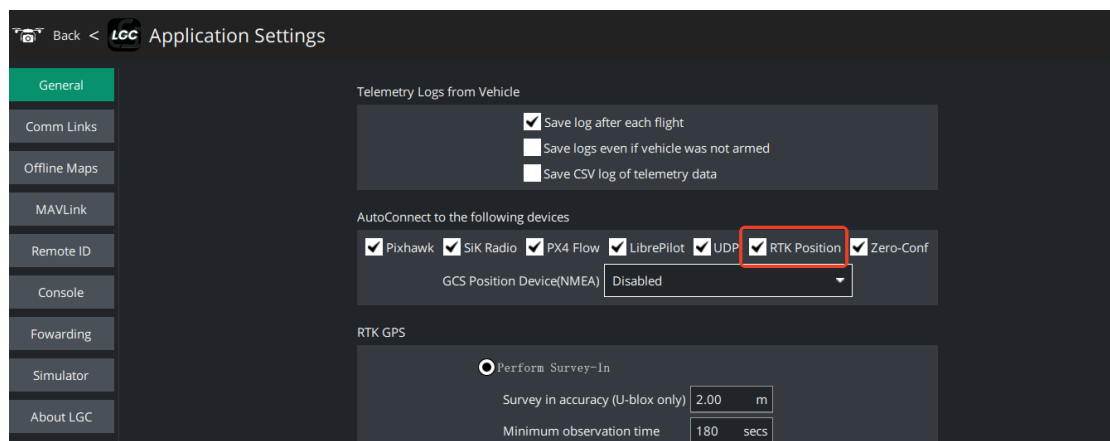 Back < LGC Application Settings
General
Comm Links
Offline Maps
MAVLink
Remote ID
Console
Fowarding
Simulator
About LGC
Telemetry Logs from Vehicle
Save log after each flight
Save logs even if vehicle was not armed
Save CSV log of telemetry data
AutoConnect to the following devices
Pixhawk SiK Radio PX4 Flow LibrePilot UDP RTK Position Zero-Conf
GCS Position Device(NMEA) Disabled
RTK GPS
Perform Survey-In
Survey in accuracy (U-blox only) 2.00 m
Minimum observation time 180 secs